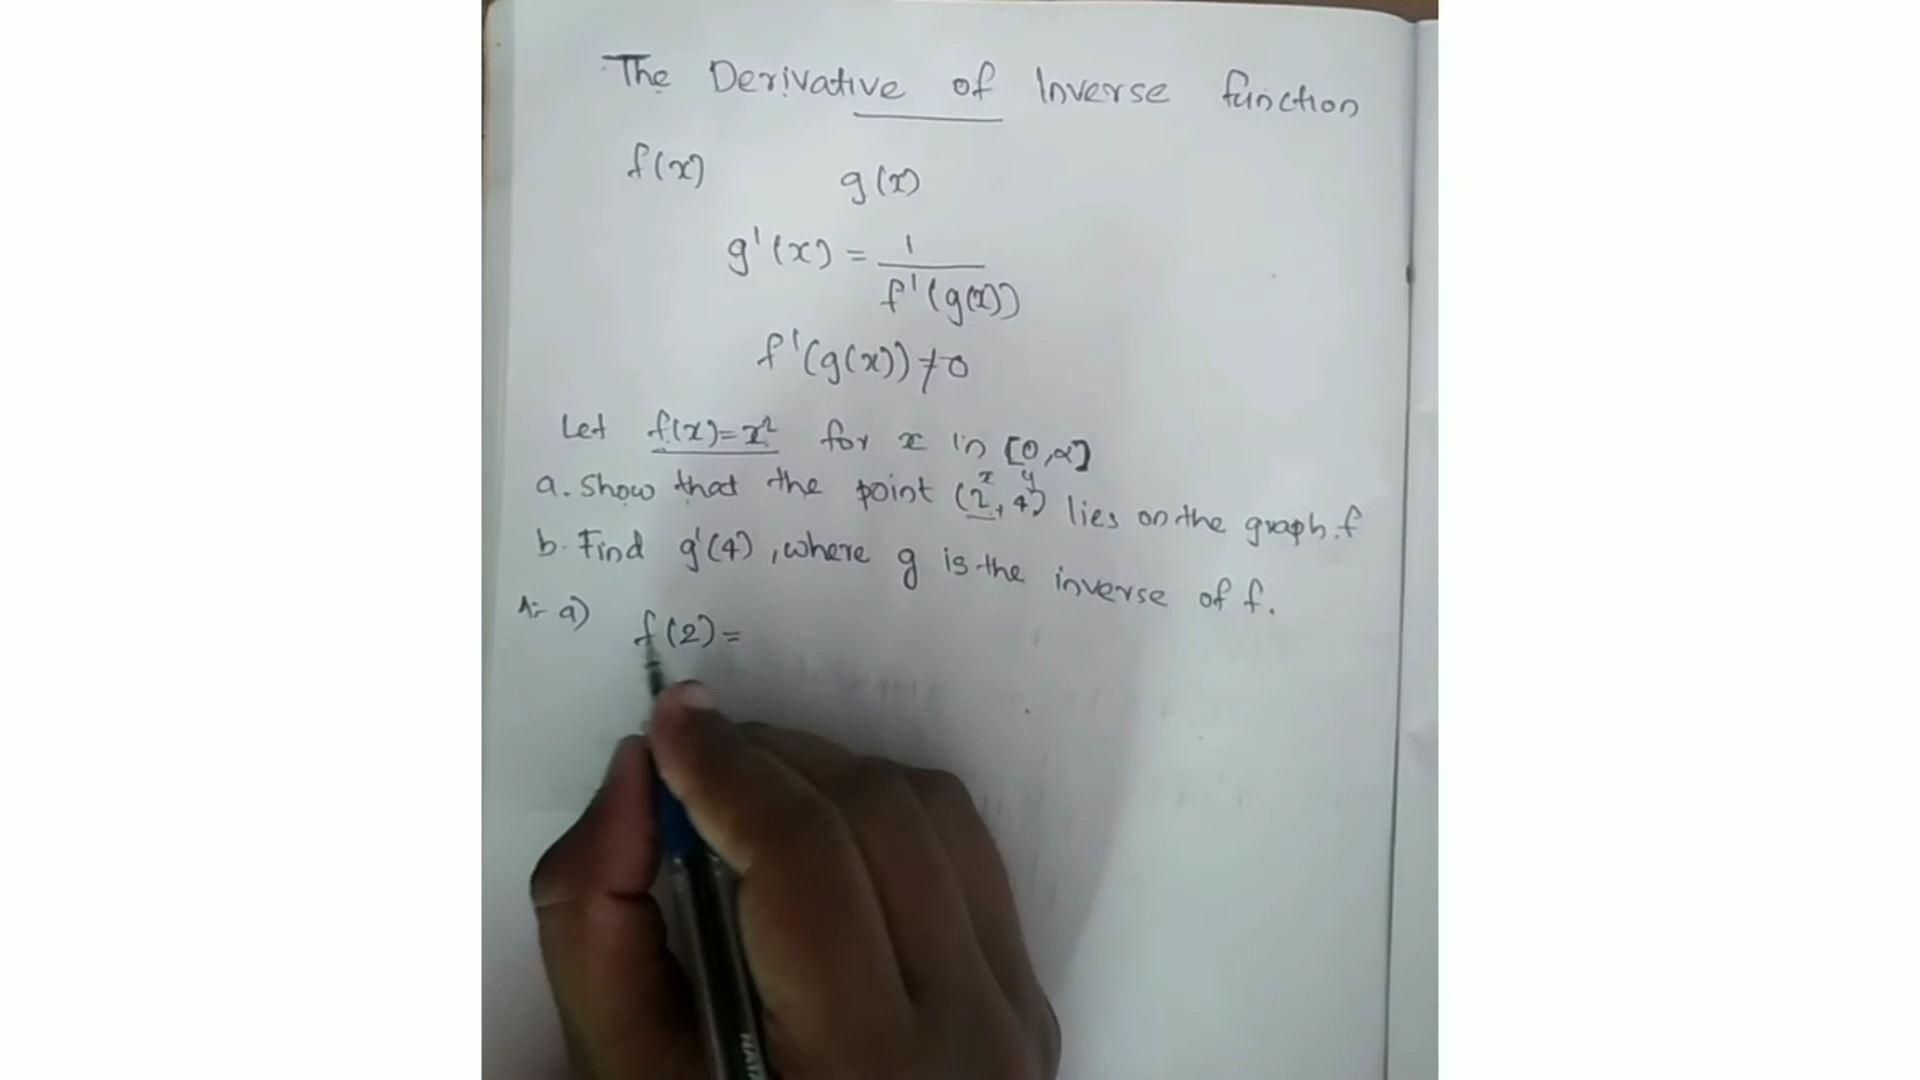 The Derivative of Inverse function
f(x) g(x)
g'(x) = 1 / f'(g(x))
f'(g(x)) ≠ 0
Let f(x)=x² for x in [0,∝]
x y
a. Show that the point (2, 4) lies on the graph.f
b. Find g'(4), where g is the inverse of f.
A:- a) f(2)=